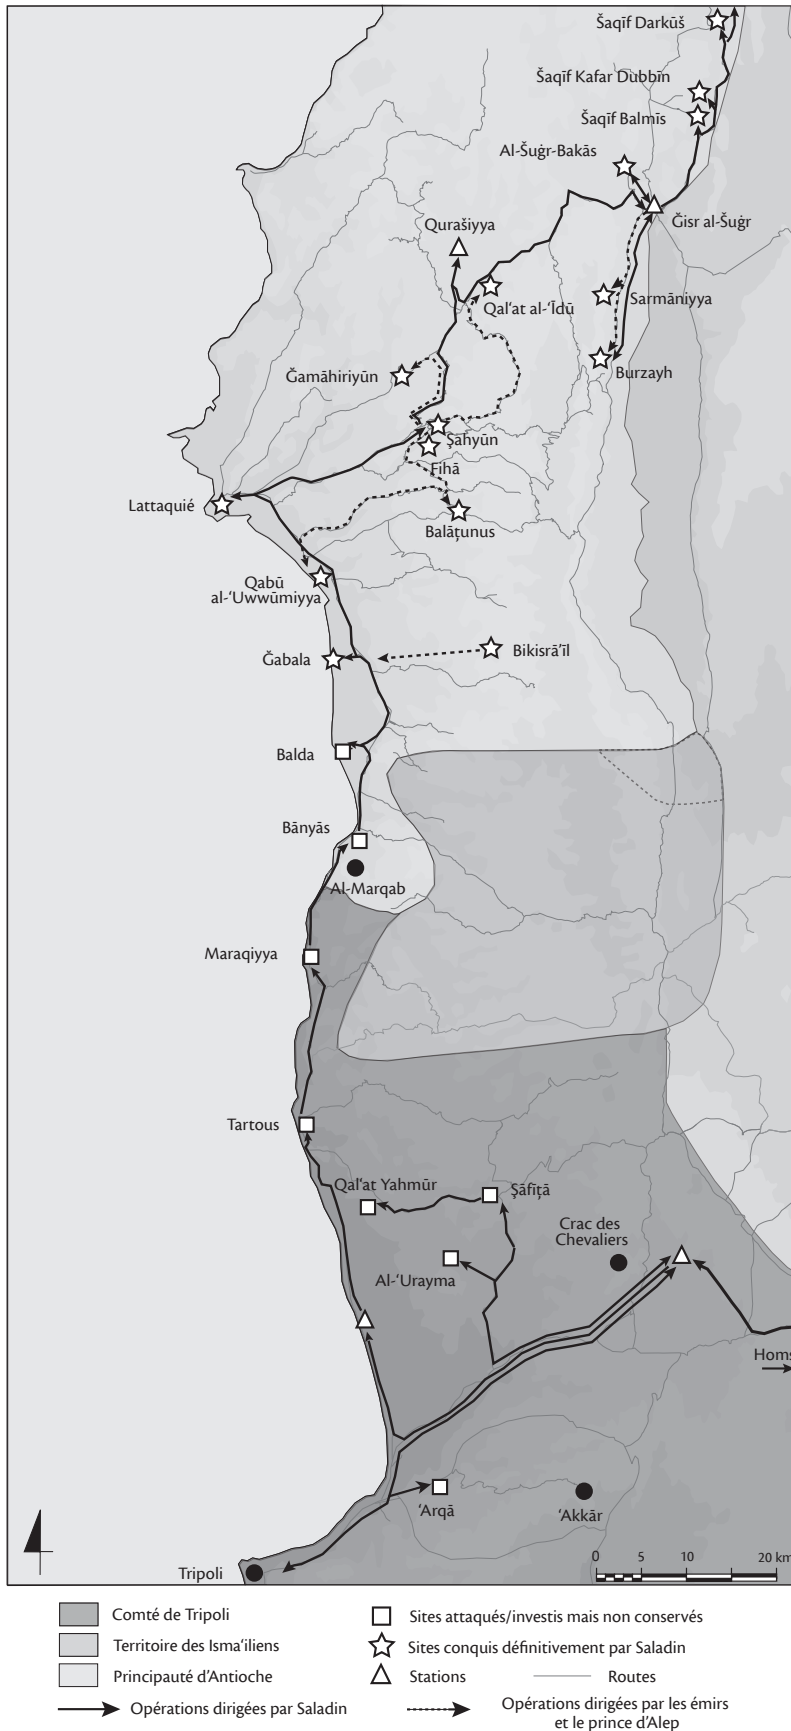 Šaqīf Darkūš
Šaqīf Kafar Dubbīn
Šaqīf Balmīs
Al-Šuġr-Bakās
Ğisr al-Šuġr
Qurašiyya
Qal‘at al-‘Īdū
Sarmāniyya
Burzayh
Ğamāhiriyūn
Ṣahyūn
Fihā
Lattaquié
Balāṭunus
Qabū
al-‘Uwwūmiyya
Ğabala
Bikisrā’īl
Balda
Bānyās
Al-Marqab
Maraqiyya
Tartous
Qal‘at Yahmūr
Ṣāfīṭā
Crac des
Chevaliers
Al-‘Urayma
Homs
‘Arqā
‘Akkār
Tripoli
0 5 10 20 km
Comté de Tripoli
Territoire des Isma‘iliens
Principauté d’Antioche
Opérations dirigées par Saladin
Sites attaqués/investis mais non conservés
Sites conquis définitivement par Saladin
Stations
Routes
Opérations dirigées par les émirs
et le prince d’Alep